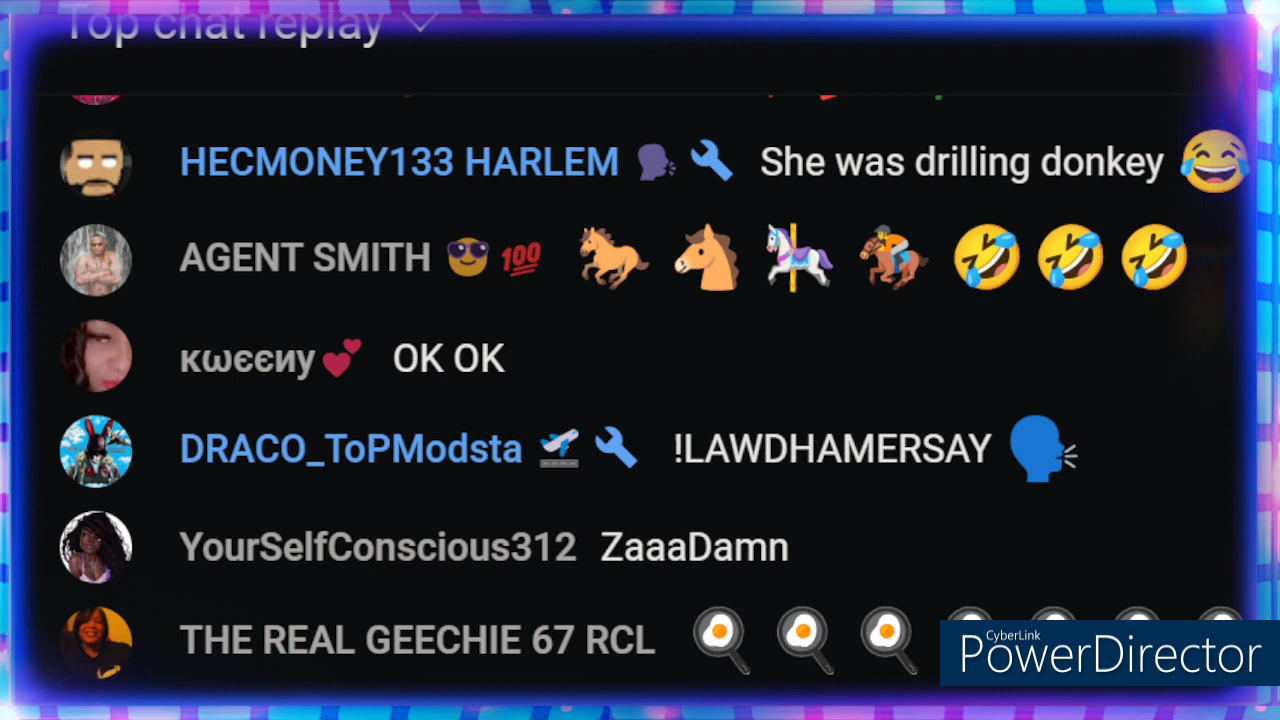 Top chat replay
HECMONEY133 HARLEM 🗣 🔧 She was drilling donkey 😂
AGENT SMITH 😎 💯 🐎 🐴 🎠 🏇 🤣 🤣 🤣
кωєєиу 💕 OK OK
DRACO_ToPModsta 🛫 🔧 !LAWDHAMERSAY 🗣
YourSelfConscious312 ZaaaDamn
THE REAL GEECHIE 67 RCL 🍳 🍳 🍳 🍳 🍳 🍳 🍳
CyberLink
PowerDirector